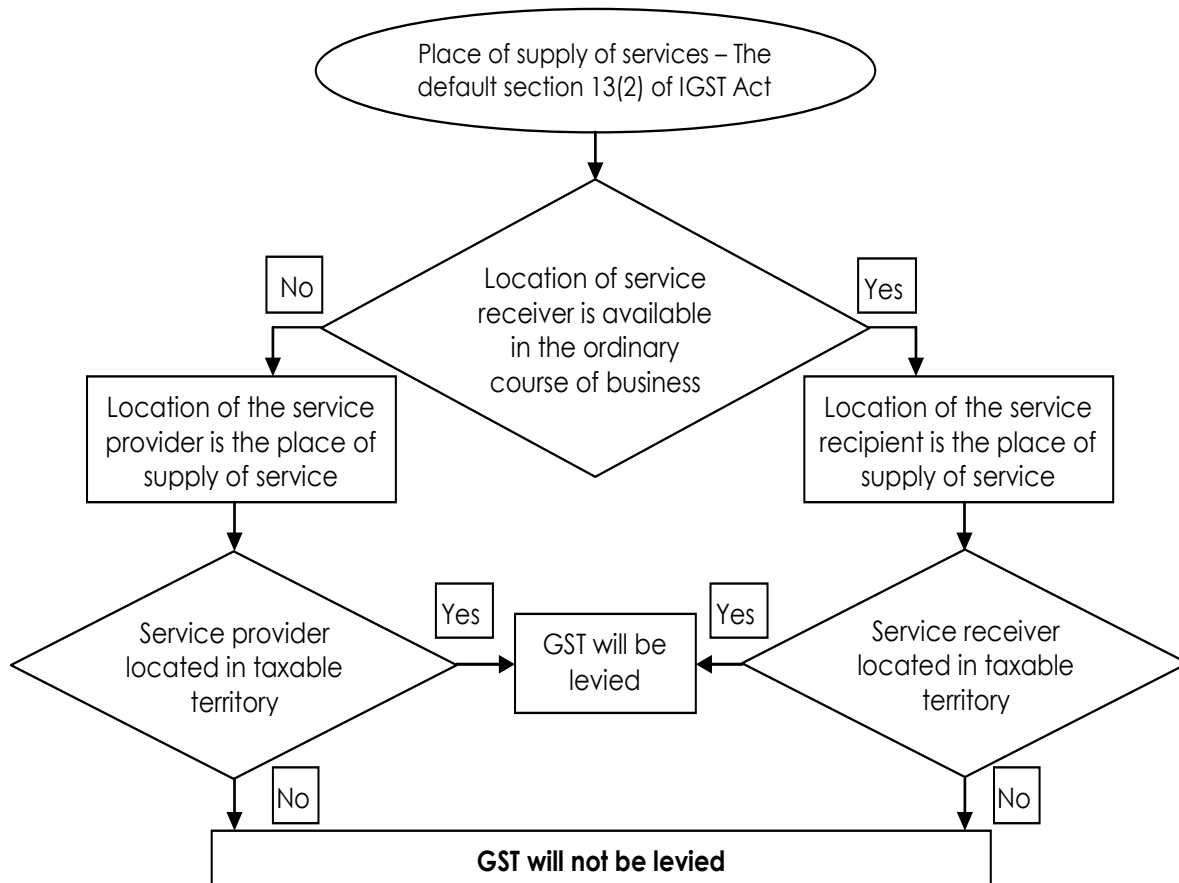 Place of supply of services – The
default section 13(2) of IGST Act
No
Location of service
receiver is available
in the ordinary
course of business
Yes
Location of the service
provider is the place of
supply of service
Location of the service
recipient is the place of
supply of service
Service provider
located in taxable
territory
Yes
GST will be
levied
Yes
Service receiver
located in taxable
territory
No
No
GST will not be levied